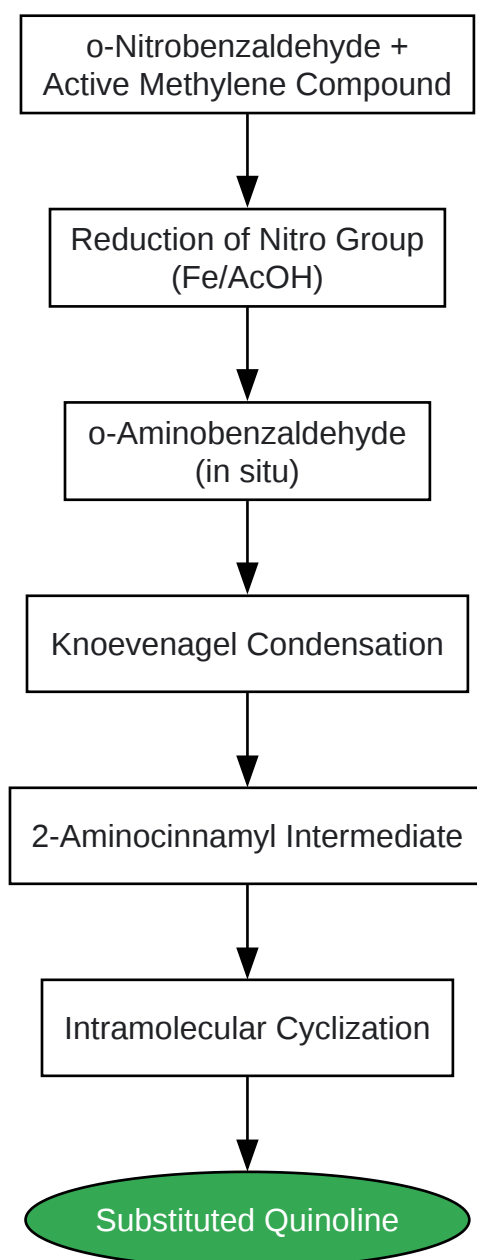 o-Nitrobenzaldehyde +
Active Methylene Compound
Reduction of Nitro Group
(Fe/AcOH)
o-Aminobenzaldehyde
(in situ)
Knoevenagel Condensation
2-Aminocinnamyl Intermediate
Intramolecular Cyclization
Substituted Quinoline